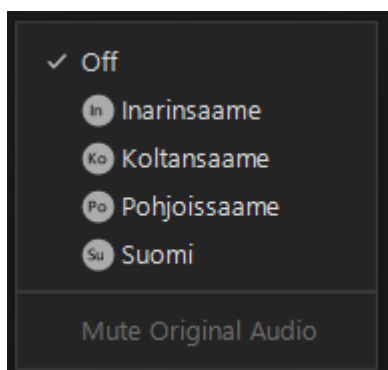 Off
In Inarinsaame
Ko Koltansaame
Po Pohjoissaame
Su Suomi
Mute Original Audio